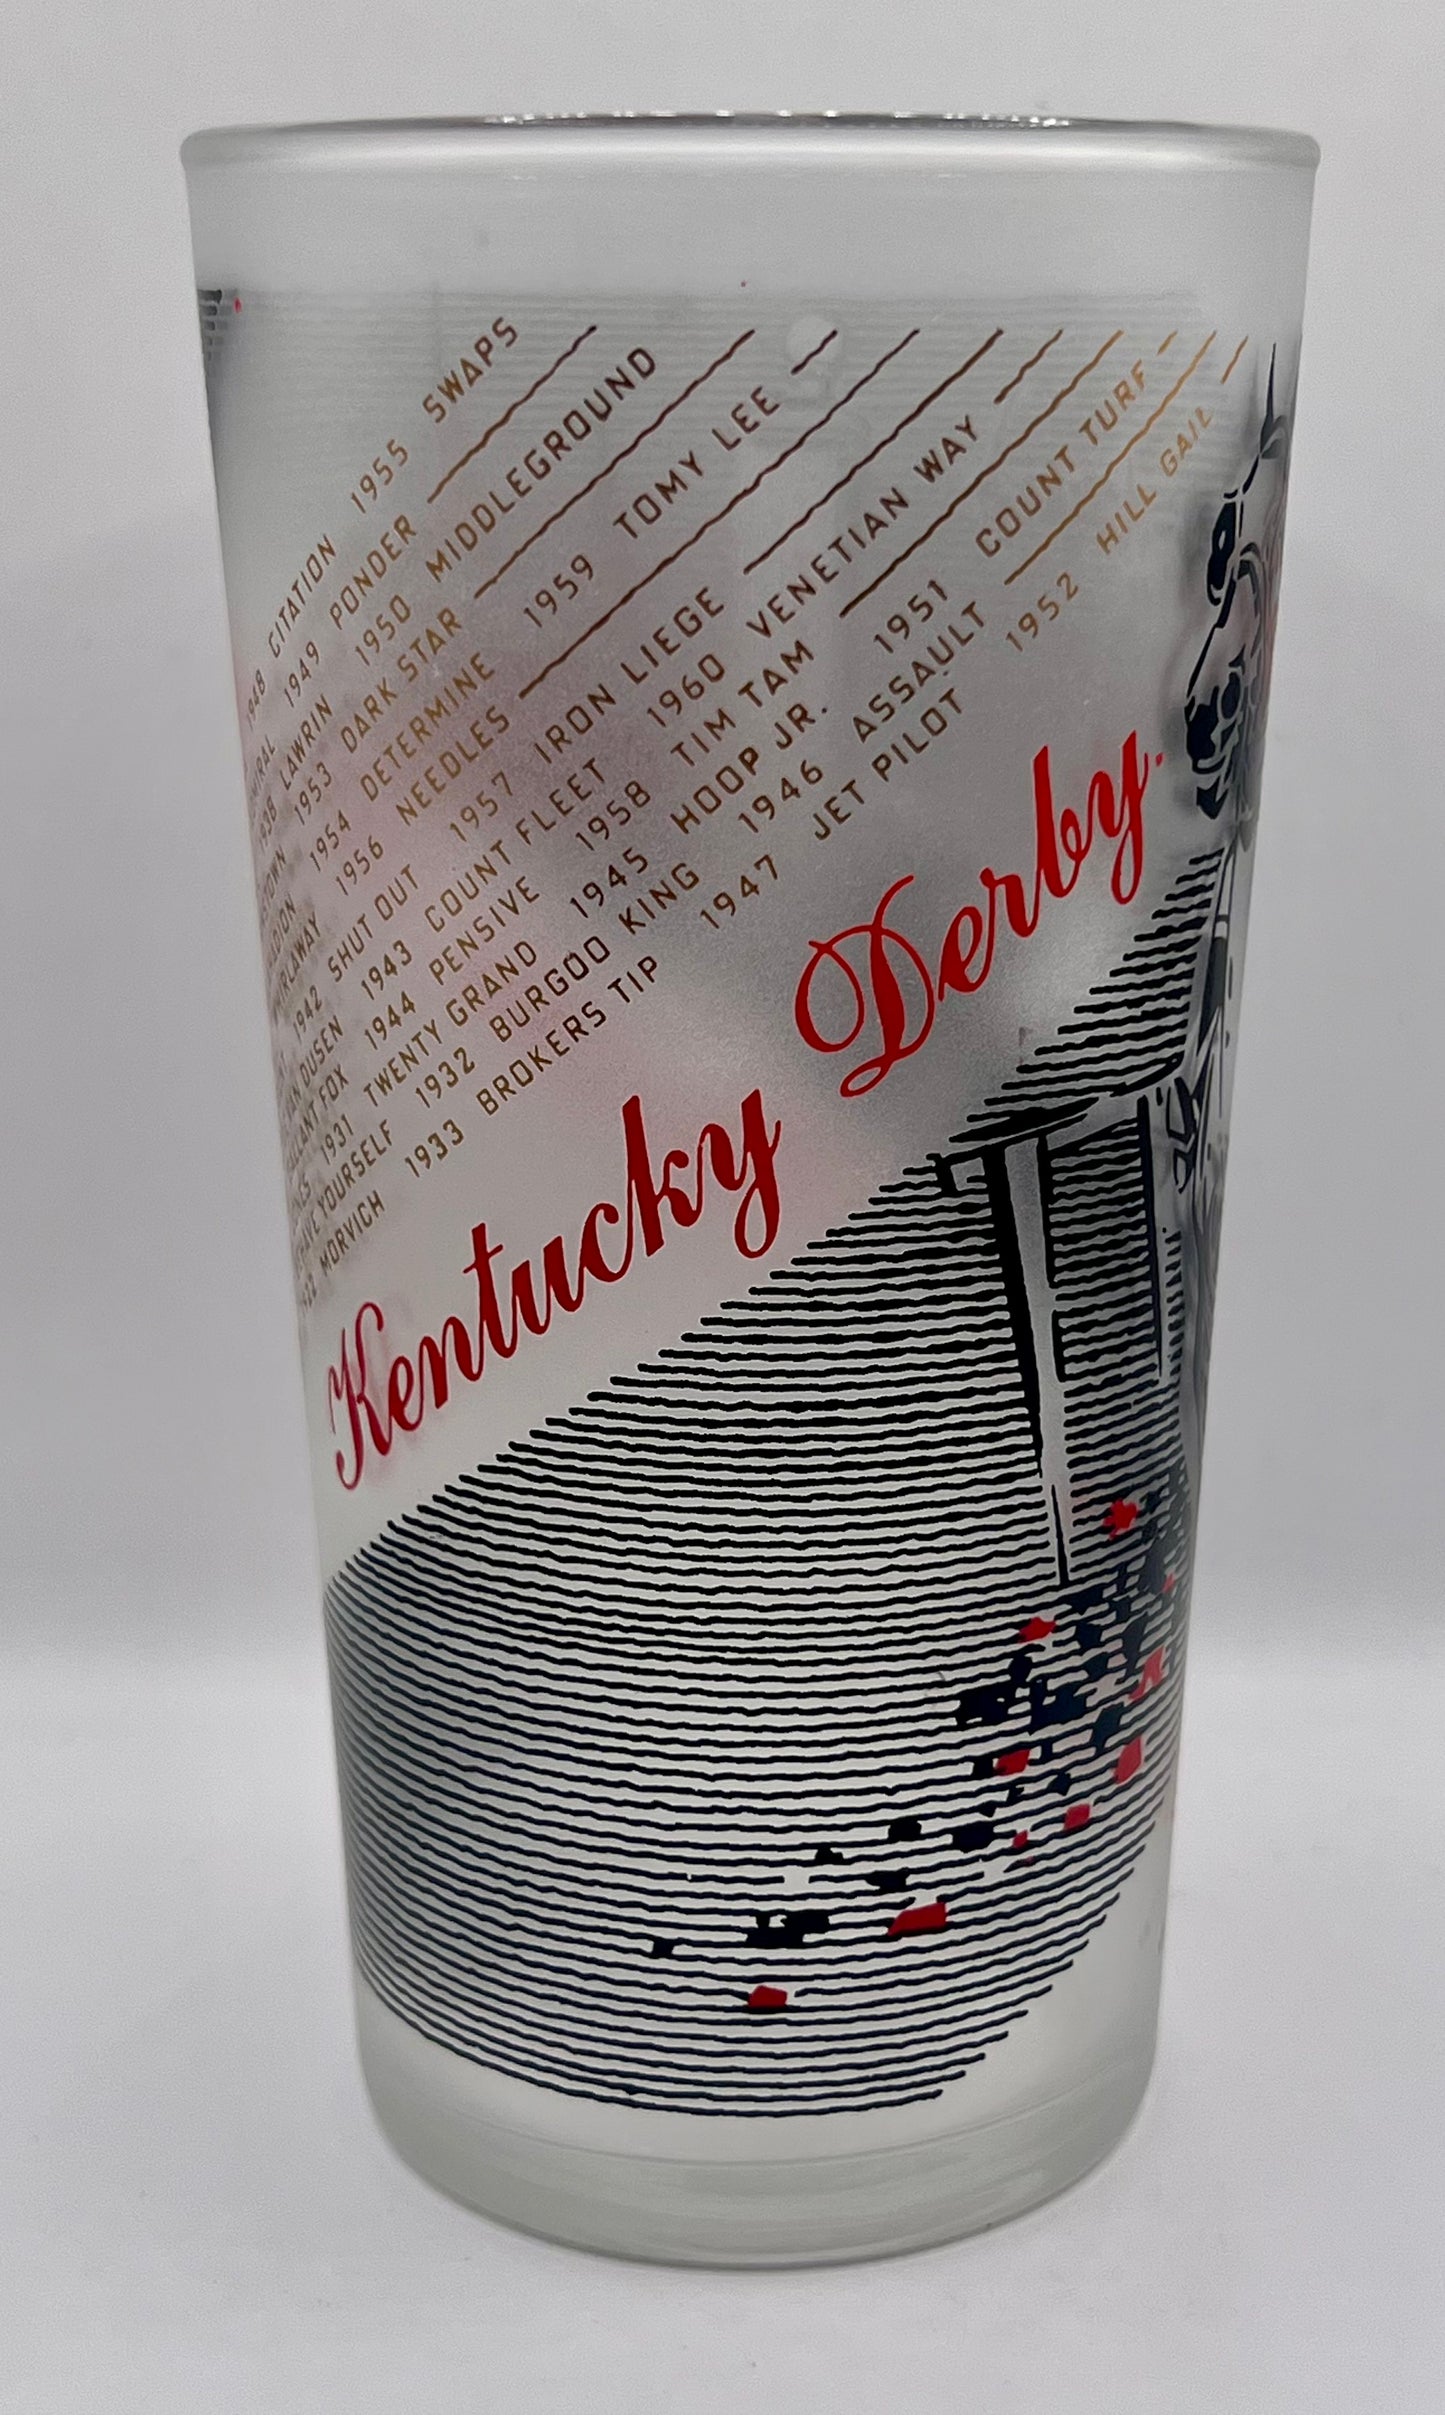 1948 CITATION 1955 SWAPS
1949 PONDER
1938 LAWRIN 1950 MIDDLEGROUND
1953 DARK STAR
1954 DETERMINE 1959 TOMY LEE
1956 NEEDLES
1942 SHUT OUT 1957 IRON LIEGE
1943 COUNT FLEET 1960 VENETIAN WAY
1944 PENSIVE 1958 TIM TAM
1931 TWENTY GRAND 1945 HOOP JR. 1951 COUNT TURF
1932 BURGOO KING 1946 ASSAULT 1952 HILL GAIL
MORVICH 1933 BROKERS TIP 1947 JET PILOT
Kentucky Derby.